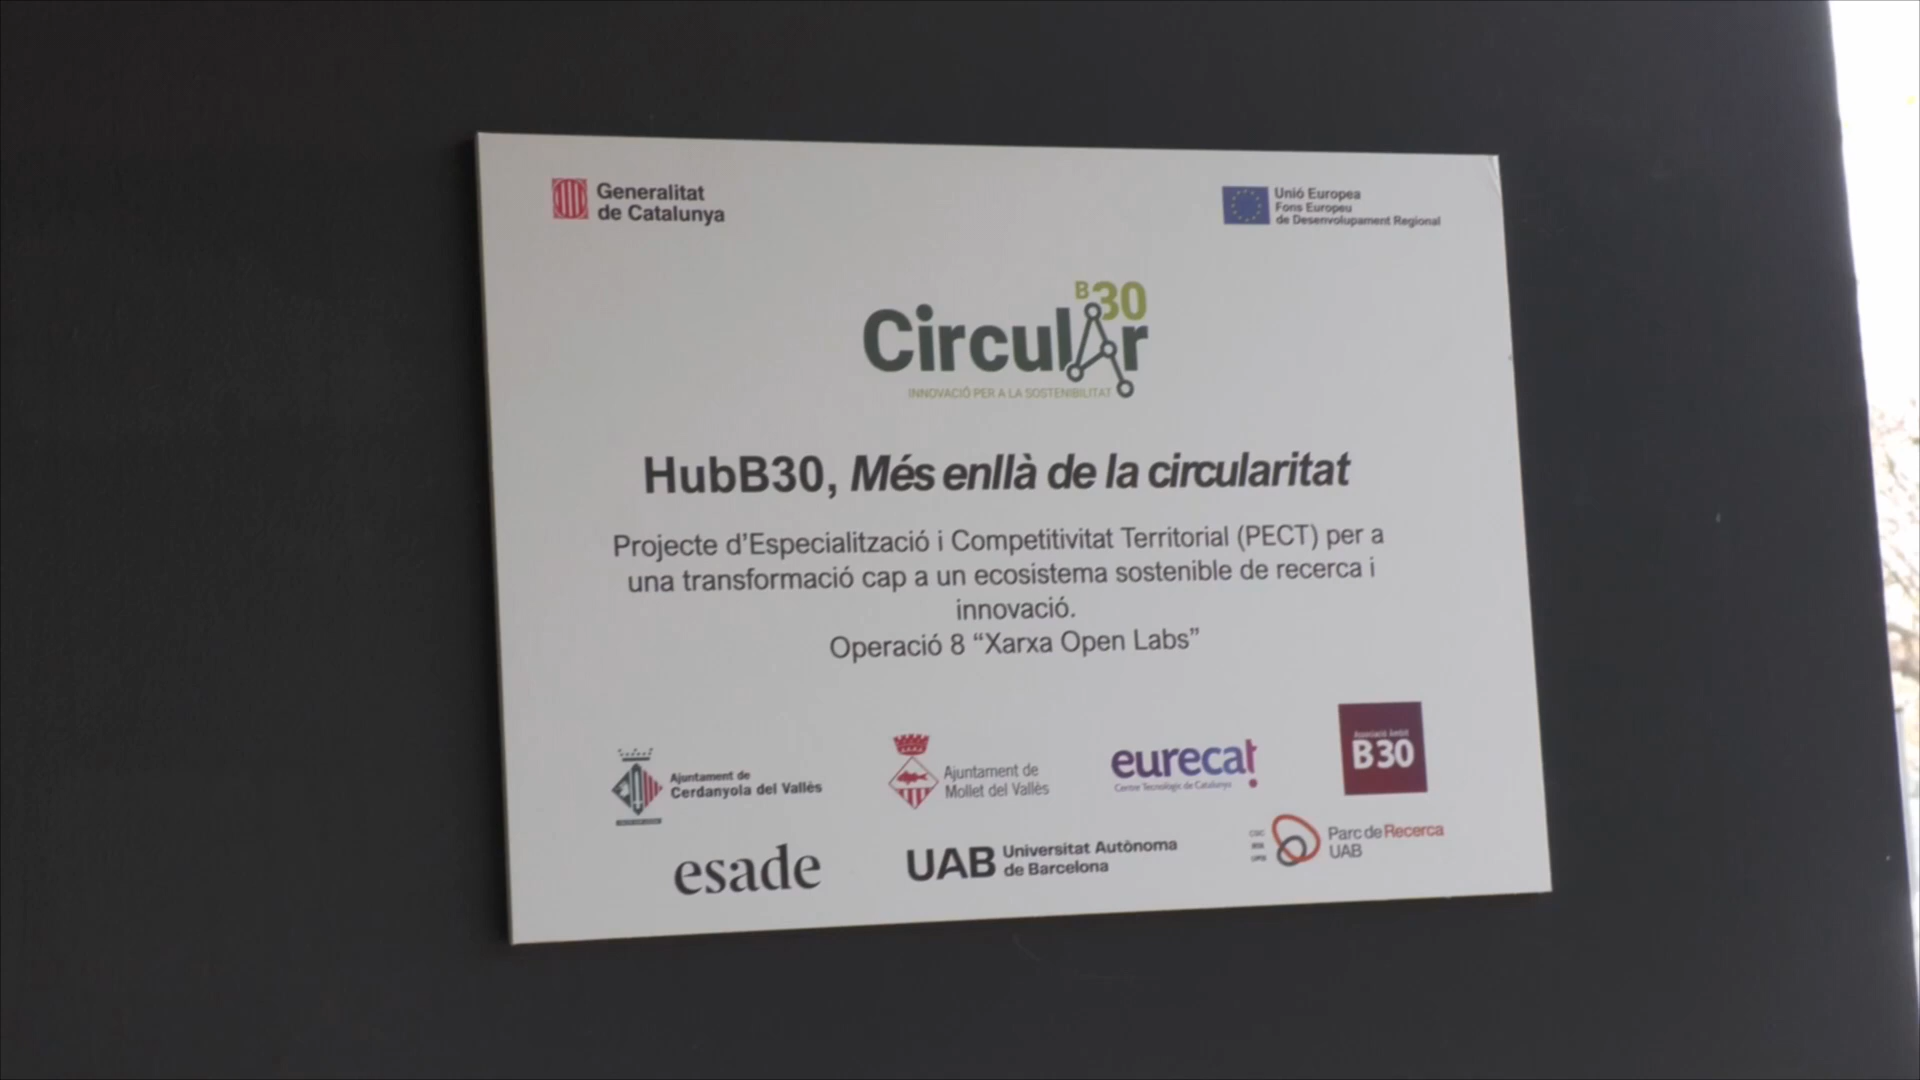 Generalitat
de Catalunya
Unió Europea
Fons Europeu
de Desenvolupament Regional
B30
Circular
INNOVACIÓ PER A LA SOSTENIBILITAT
HubB30, Més enllà de la circularitat
Projecte d'Especialització i Competitivitat Territorial (PECT) per a
una transformació cap a un ecosistema sostenible de recerca i
innovació.
Operació 8 “Xarxa Open Labs”
Ajuntament de
Cerdanyola del Vallès
Ajuntament de
Mollet del Vallès
eurecat
Centre Tecnològic de Catalunya
Associació Àmbit
B30
esade
UAB
Universitat Autònoma
de Barcelona
Parc de Recerca
UAB